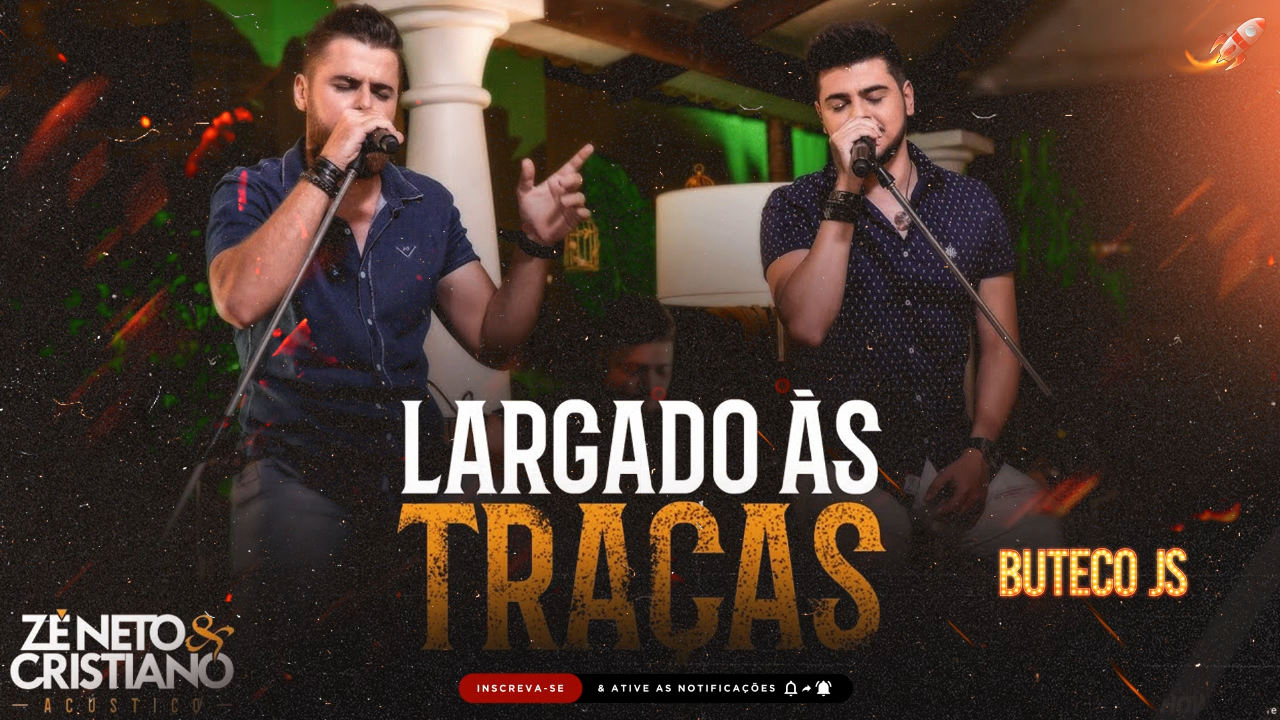 LARGADO ÀS
TRAÇAS
BUTECO JS
ZÉ NETO &
CRISTIANO
ACÚSTICO
INSCREVA-SE & ATIVE AS NOTIFICAÇÕES